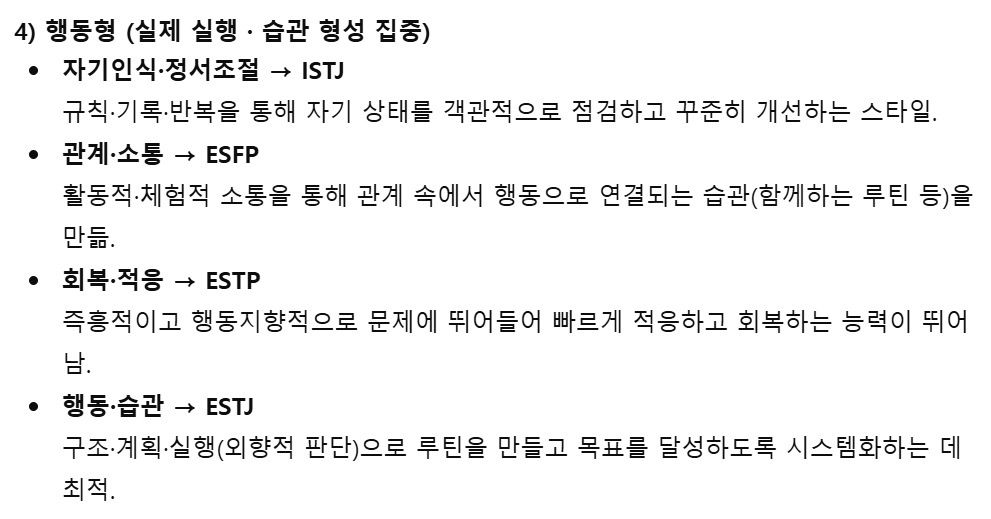 4) 행동형 (실제 실행 · 습관 형성 집중)
• 자기인식·정서조절 → ISTJ
규칙·기록·반복을 통해 자기 상태를 객관적으로 점검하고 꾸준히 개선하는 스타일.
• 관계·소통 → ESFP
활동적·체험적 소통을 통해 관계 속에서 행동으로 연결되는 습관(함께하는 루틴 등)을
만듦.
• 회복·적응 → ESTP
즉흥적이고 행동지향적으로 문제에 뛰어들어 빠르게 적응하고 회복하는 능력이 뛰어
남.
• 행동·습관 → ESTJ
구조·계획·실행(외향적 판단)으로 루틴을 만들고 목표를 달성하도록 시스템화하는 데
최적.